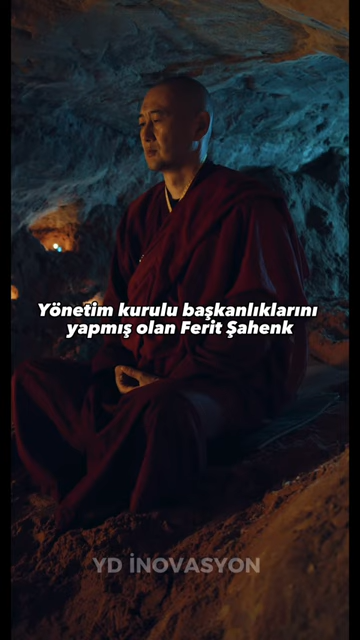 Yönetim kurulu başkanlıklarını
yapmış olan Ferit Şahenk
YD İNOVASYON